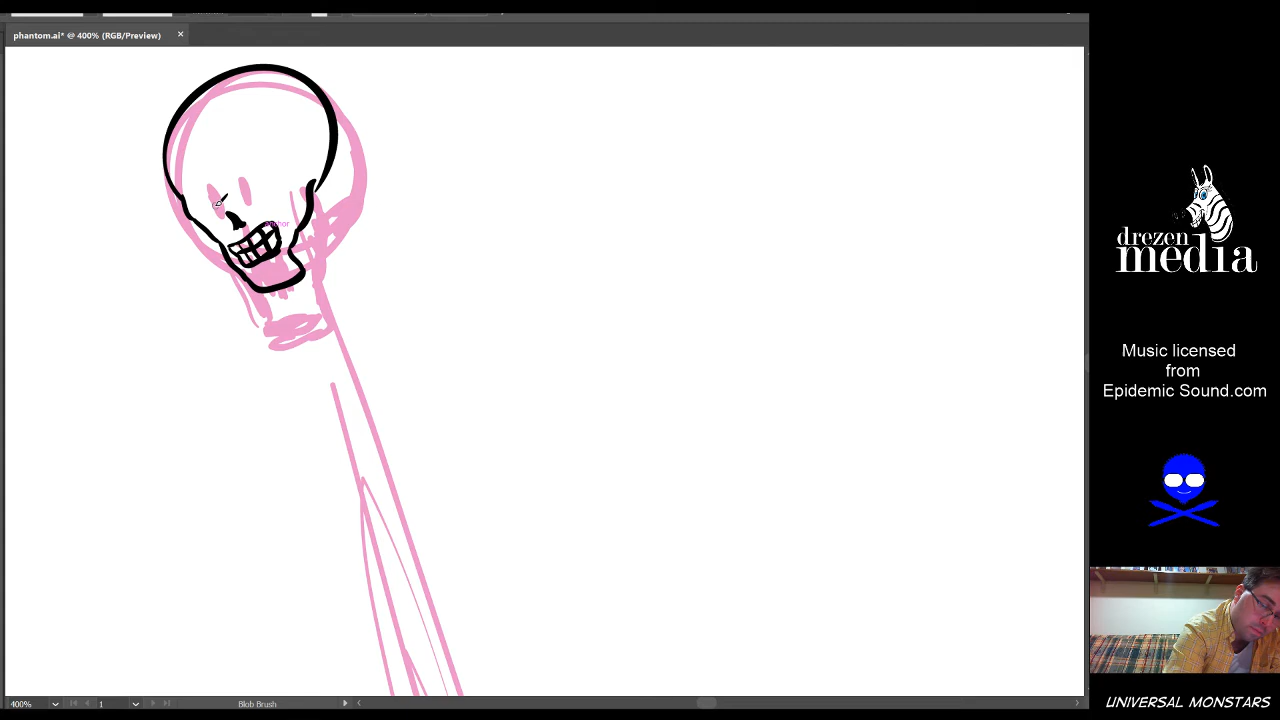 phantom.ai* @ 400% (RGB/Preview)
anchor
drezen
media
Music licensed
from
Epidemic Sound.com
400%
1
Blob Brush
UNIVERSAL MONSTARS